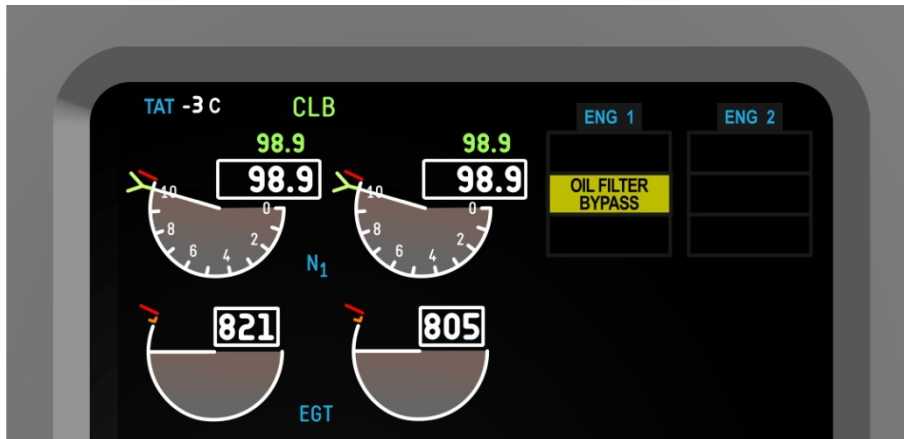 TAT -3 C
CLB
98.9
98.9
98.9
98.9
10
8
6
4
2
0
10
8
6
4
2
0
N1
821
805
EGT
ENG 1
ENG 2
OIL FILTER
BYPASS